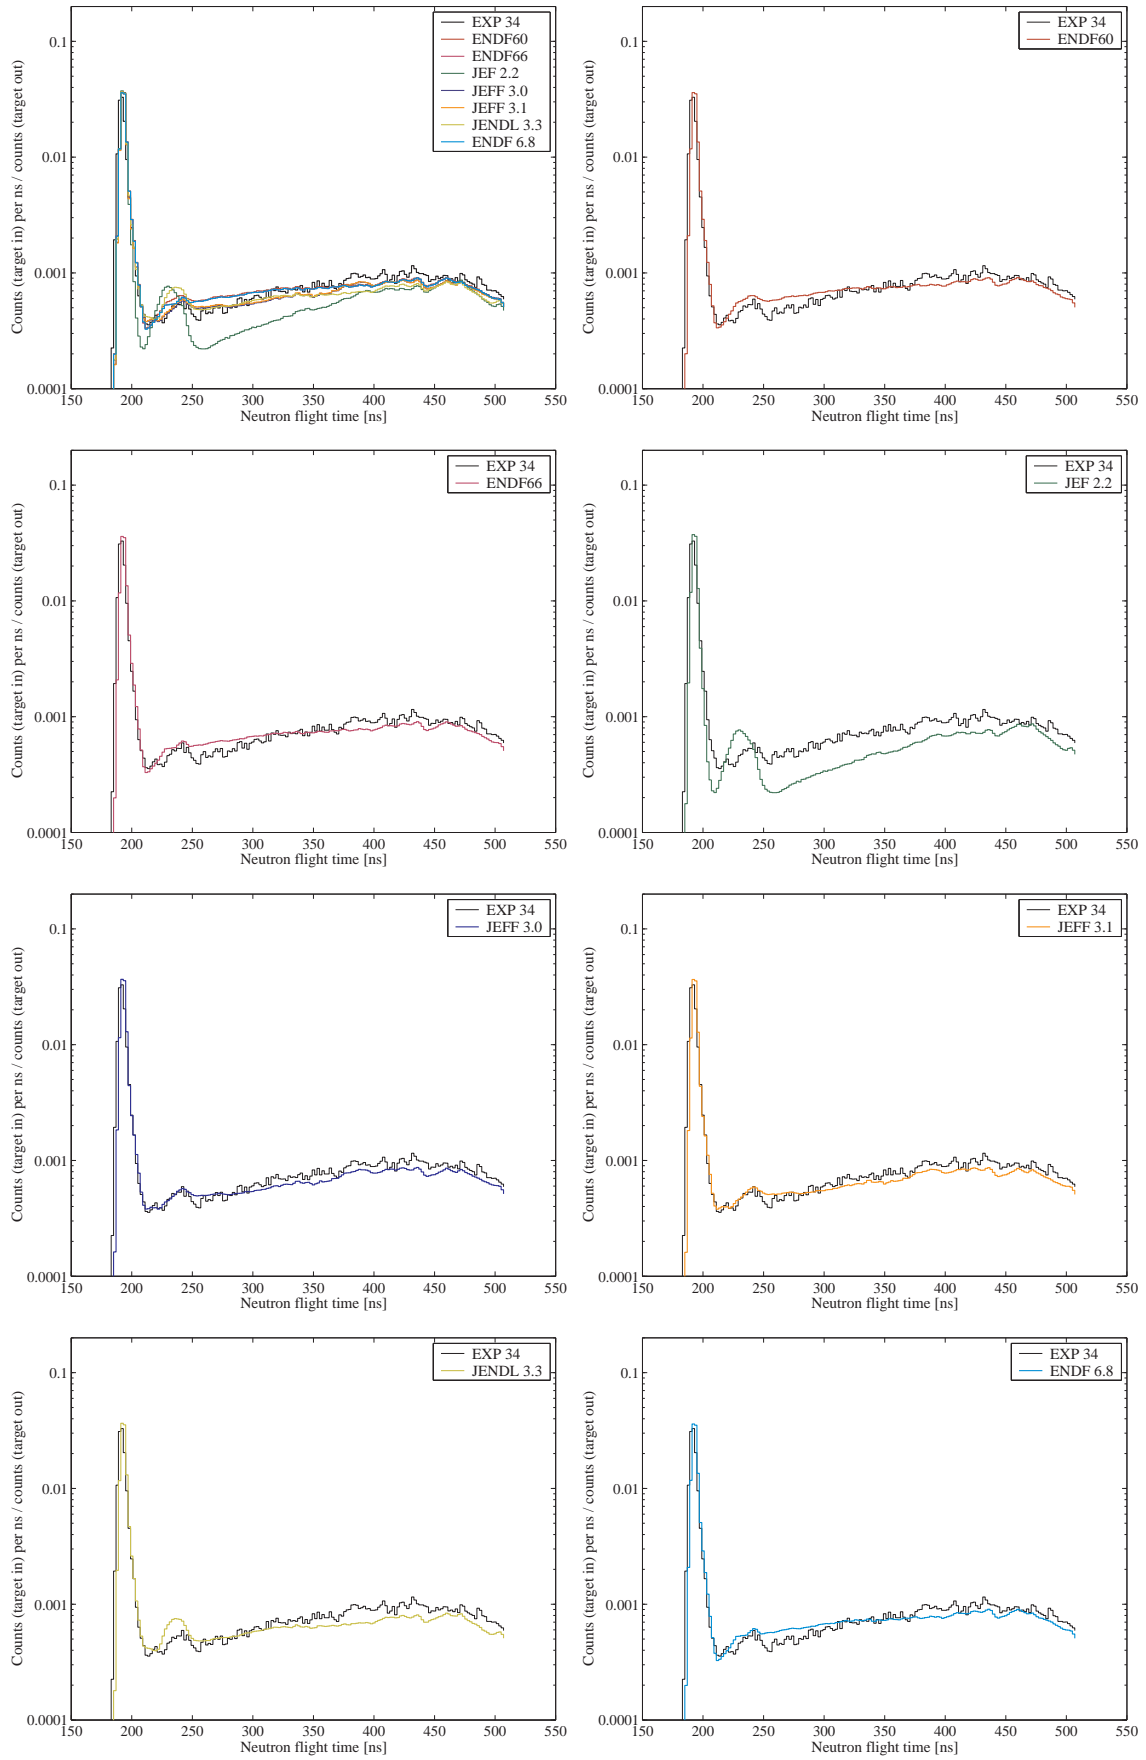 EXP 34
ENDF60
ENDF66
JEF 2.2
JEFF 3.0
JEFF 3.1
JENDL 3.3
ENDF 6.8
0.1
0.01
0.001
0.0001
Counts (target in) per ns / counts (target out)
150 200 250 300 350 400 450 500 550
Neutron flight time [ns]
EXP 34
ENDF60
0.1
0.01
0.001
0.0001
Counts (target in) per ns / counts (target out)
150 200 250 300 350 400 450 500 550
Neutron flight time [ns]
EXP 34
ENDF66
0.1
0.01
0.001
0.0001
Counts (target in) per ns / counts (target out)
150 200 250 300 350 400 450 500 550
Neutron flight time [ns]
EXP 34
JEF 2.2
0.1
0.01
0.001
0.0001
Counts (target in) per ns / counts (target out)
150 200 250 300 350 400 450 500 550
Neutron flight time [ns]
EXP 34
JEFF 3.0
0.1
0.01
0.001
0.0001
Counts (target in) per ns / counts (target out)
150 200 250 300 350 400 450 500 550
Neutron flight time [ns]
EXP 34
JEFF 3.1
0.1
0.01
0.001
0.0001
Counts (target in) per ns / counts (target out)
150 200 250 300 350 400 450 500 550
Neutron flight time [ns]
EXP 34
JENDL 3.3
0.1
0.01
0.001
0.0001
Counts (target in) per ns / counts (target out)
150 200 250 300 350 400 450 500 550
Neutron flight time [ns]
EXP 34
ENDF 6.8
0.1
0.01
0.001
0.0001
Counts (target in) per ns / counts (target out)
150 200 250 300 350 400 450 500 550
Neutron flight time [ns]